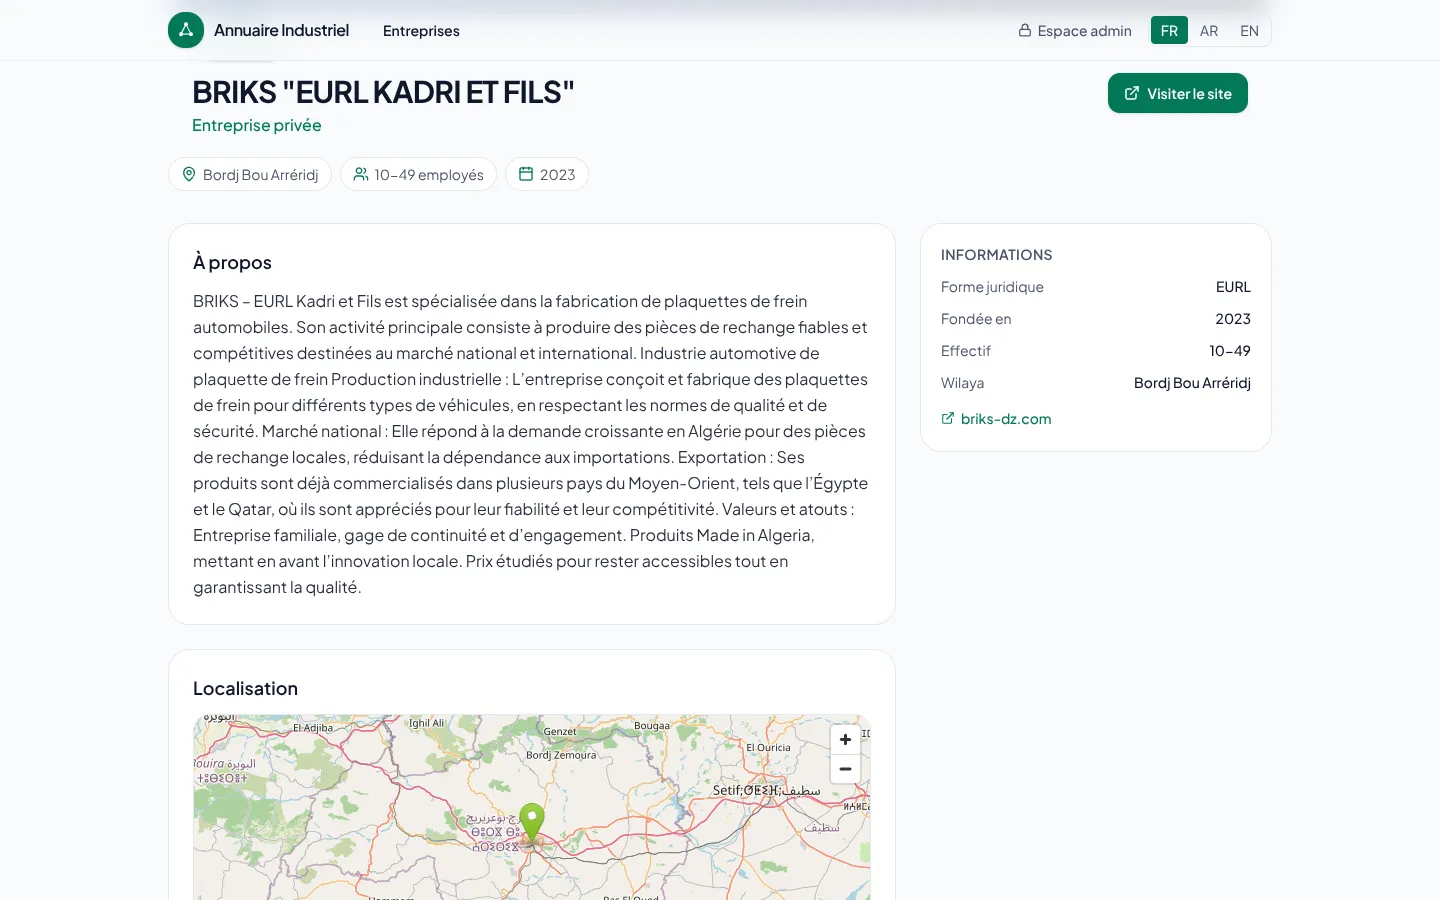 Annuaire Industriel
Entreprises
Espace admin
FR
AR
EN
BRIKS "EURL KADRI ET FILS"
Visiter le site
Entreprise privée
Bordj Bou Arréridj
10–49 employés
2023
À propos
BRIKS – EURL Kadri et Fils est spécialisée dans la fabrication de plaquettes de frein
automobiles. Son activité principale consiste à produire des pièces de rechange fiables et
compétitives destinées au marché national et international. Industrie automotive de
plaquette de frein Production industrielle : L’entreprise conçoit et fabrique des plaquettes
de frein pour différents types de véhicules, en respectant les normes de qualité et de
sécurité. Marché national : Elle répond à la demande croissante en Algérie pour des pièces
de rechange locales, réduisant la dépendance aux importations. Exportation : Ses
produits sont déjà commercialisés dans plusieurs pays du Moyen-Orient, tels que l’Égypte
et le Qatar, où ils sont appréciés pour leur fiabilité et leur compétitivité. Valeurs et atouts :
Entreprise familiale, gage de continuité et d’engagement. Produits Made in Algeria,
mettant en avant l’innovation locale. Prix étudiés pour rester accessibles tout en
garantissant la qualité.
INFORMATIONS
Forme juridique EURL
Fondée en 2023
Effectif 10–49
Wilaya Bordj Bou Arréridj
briks-dz.com
Localisation
البويرة
El Adjiba
Ighil Ali
Genzet
Bougaa
Bordj Zemoura
El Ouricia
Bouira البويرة
ⵜⵓⴱⵉⵔⴻⵜ
Setif
سطيف
سطيف
+
−